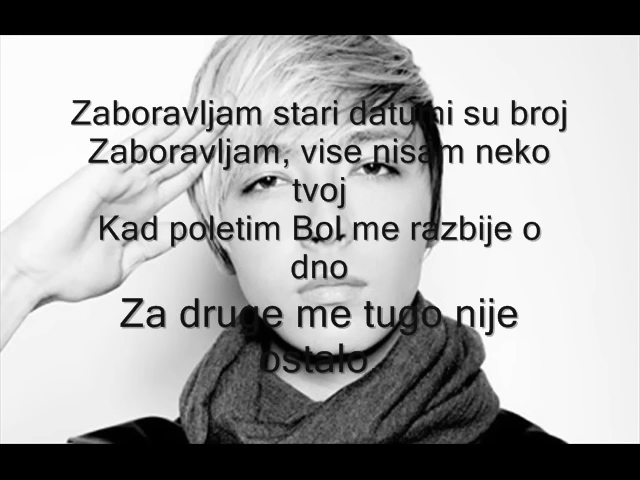 Zaboravljam stari datumi su broj
Zaboravljam, vise nisam neko
tvoj
Kad poletim Bol me razbije o
dno
Za druge me tugo nije
ostalo